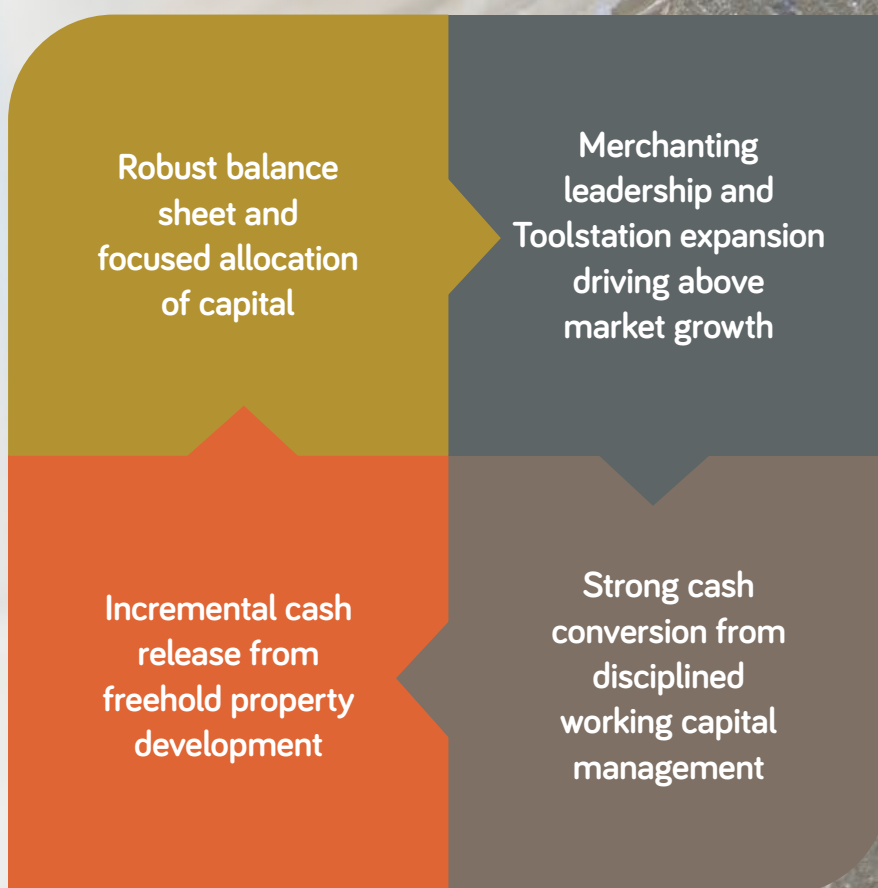 Robust balance
sheet and
focused allocation
of capital
Merchanting
leadership and
Toolstation expansion
driving above
market growth
Incremental cash
release from
freehold property
development
Strong cash
conversion from
disciplined
working capital
management